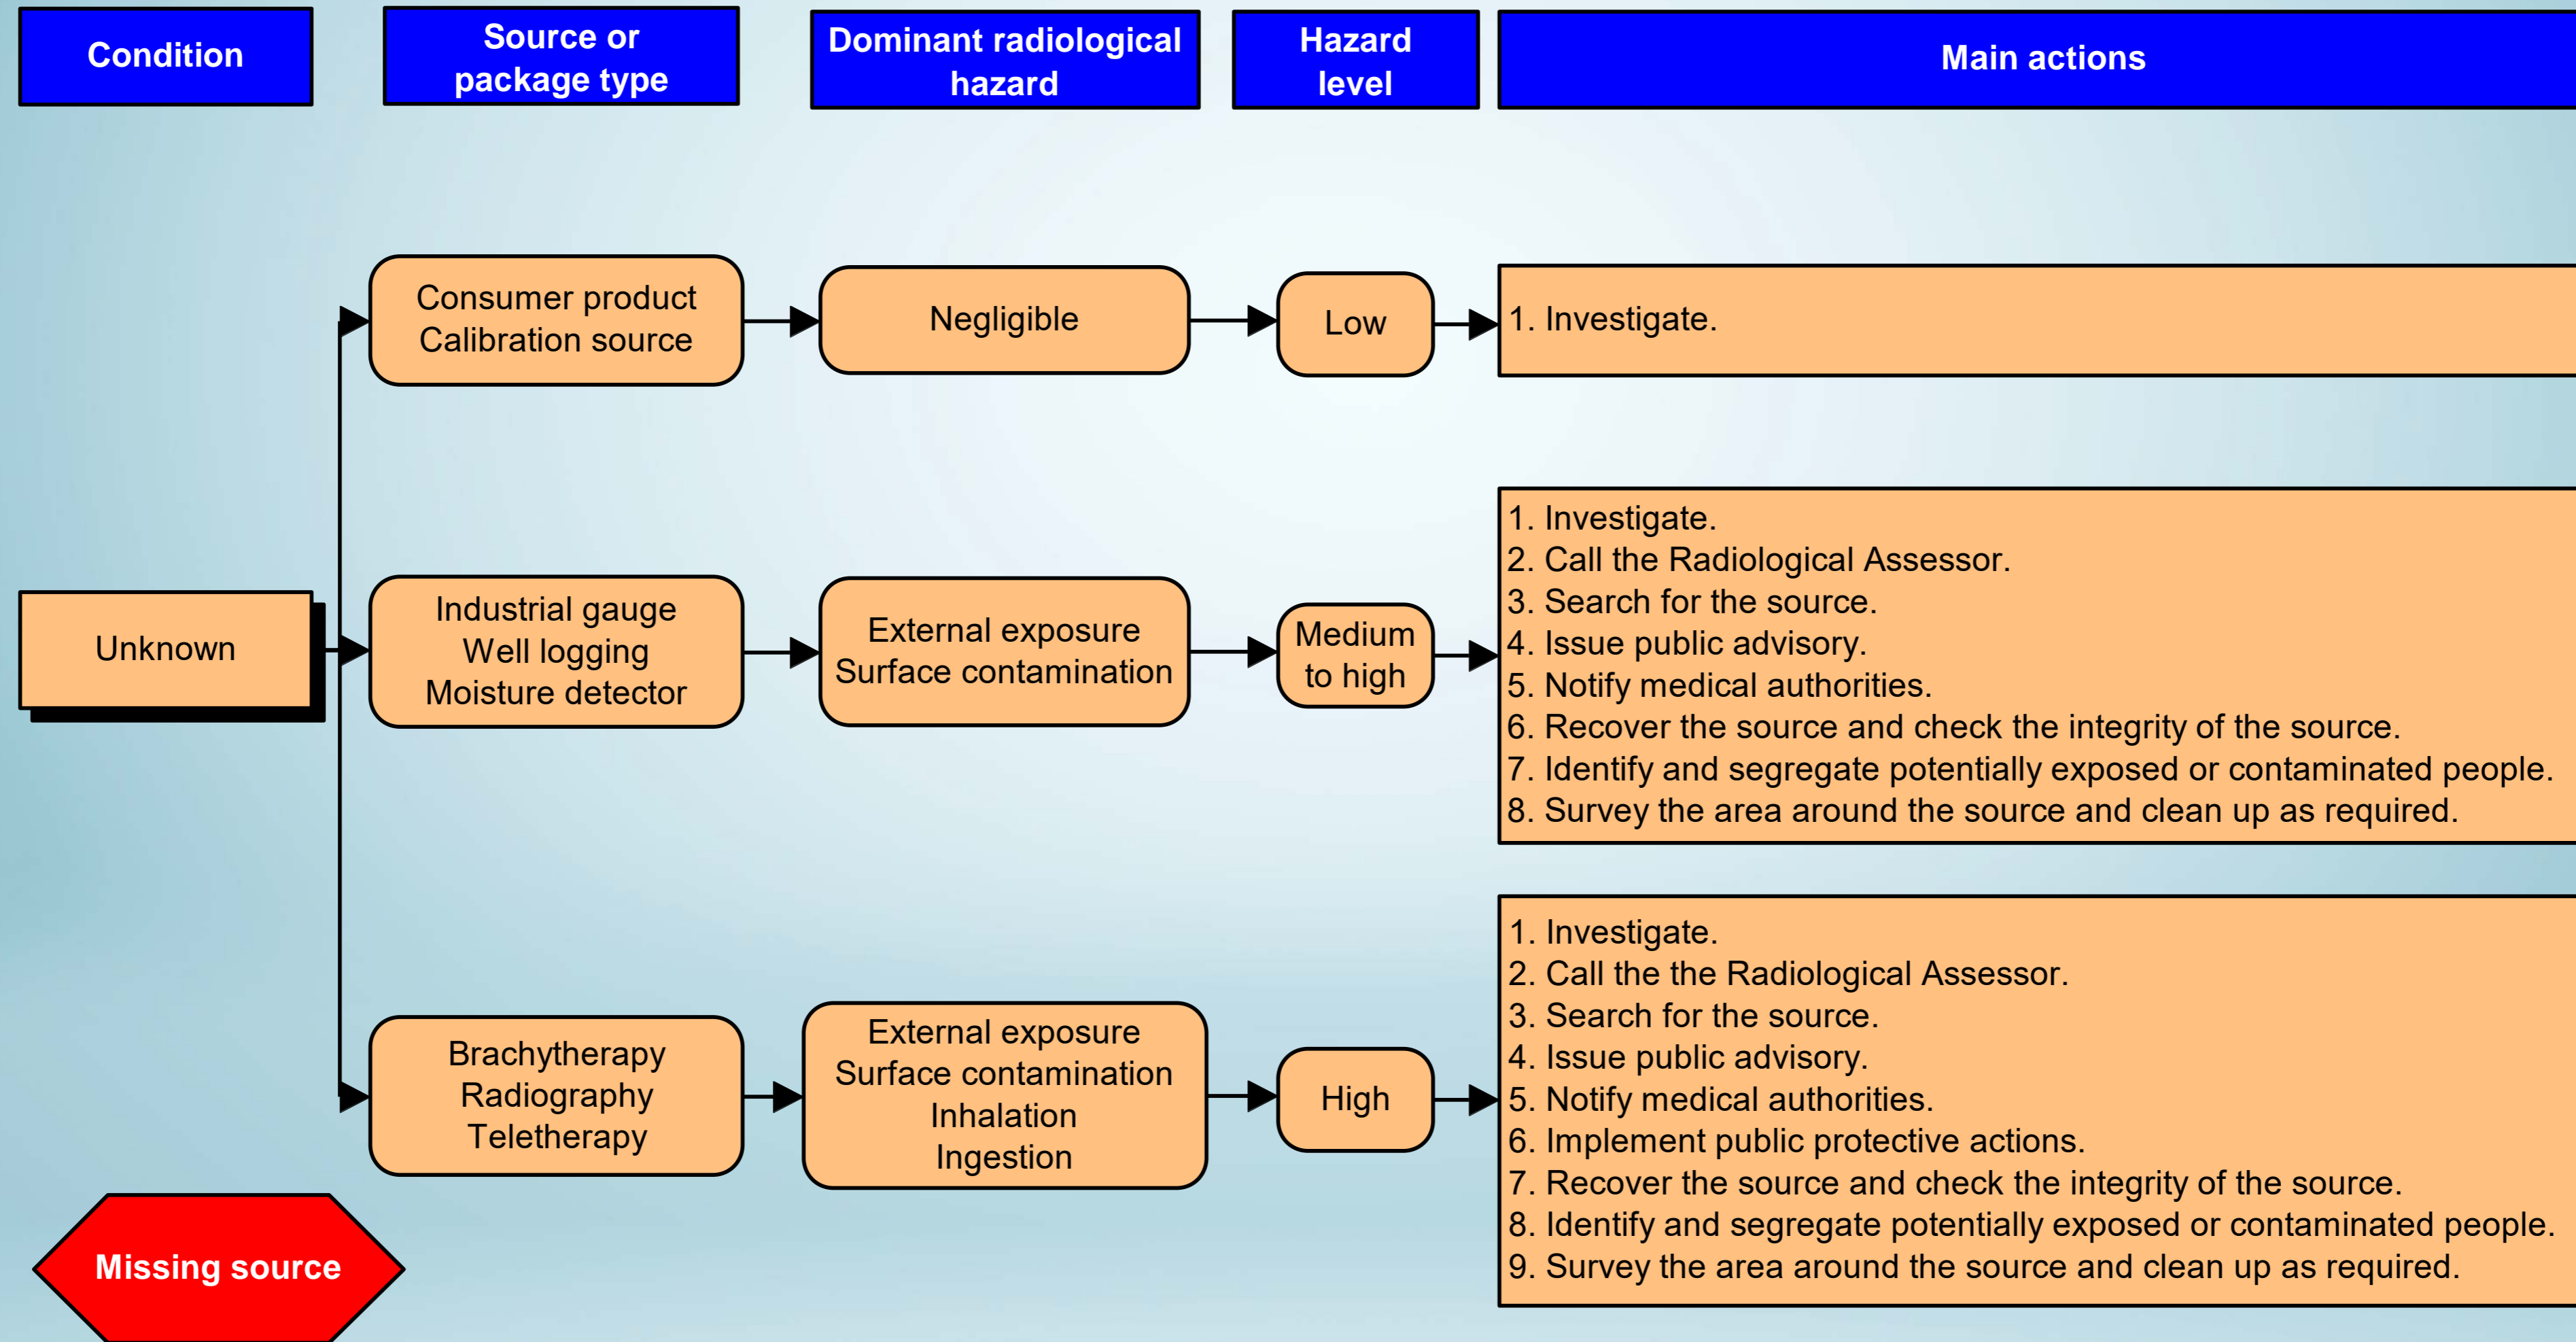 Condition
Source or
package type
Dominant radiological
hazard
Hazard
level
Main actions
Unknown
Consumer product
Calibration source
Negligible
Low
1. Investigate.
Industrial gauge
Well logging
Moisture detector
External exposure
Surface contamination
Medium
to high
1. Investigate.
2. Call the Radiological Assessor.
3. Search for the source.
4. Issue public advisory.
5. Notify medical authorities.
6. Recover the source and check the integrity of the source.
7. Identify and segregate potentially exposed or contaminated people.
8. Survey the area around the source and clean up as required.
Brachytherapy
Radiography
Teletherapy
External exposure
Surface contamination
Inhalation
Ingestion
High
1. Investigate.
2. Call the the Radiological Assessor.
3. Search for the source.
4. Issue public advisory.
5. Notify medical authorities.
6. Implement public protective actions.
7. Recover the source and check the integrity of the source.
8. Identify and segregate potentially exposed or contaminated people.
9. Survey the area around the source and clean up as required.
Missing source